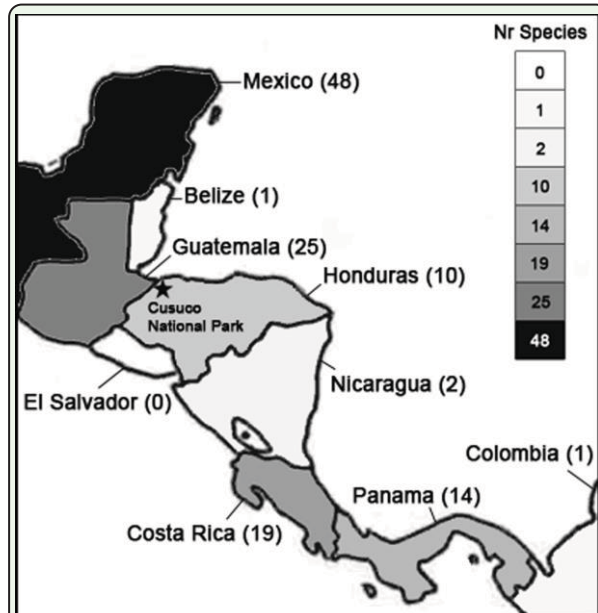 Nr Species
0
1
2
10
14
19
25
48
Mexico (48)
Belize (1)
Guatemala (25)
Honduras (10)
Cusuco
National Park
El Salvador (0)
Nicaragua (2)
Colombia (1)
Panama (14)
Costa Rica (19)